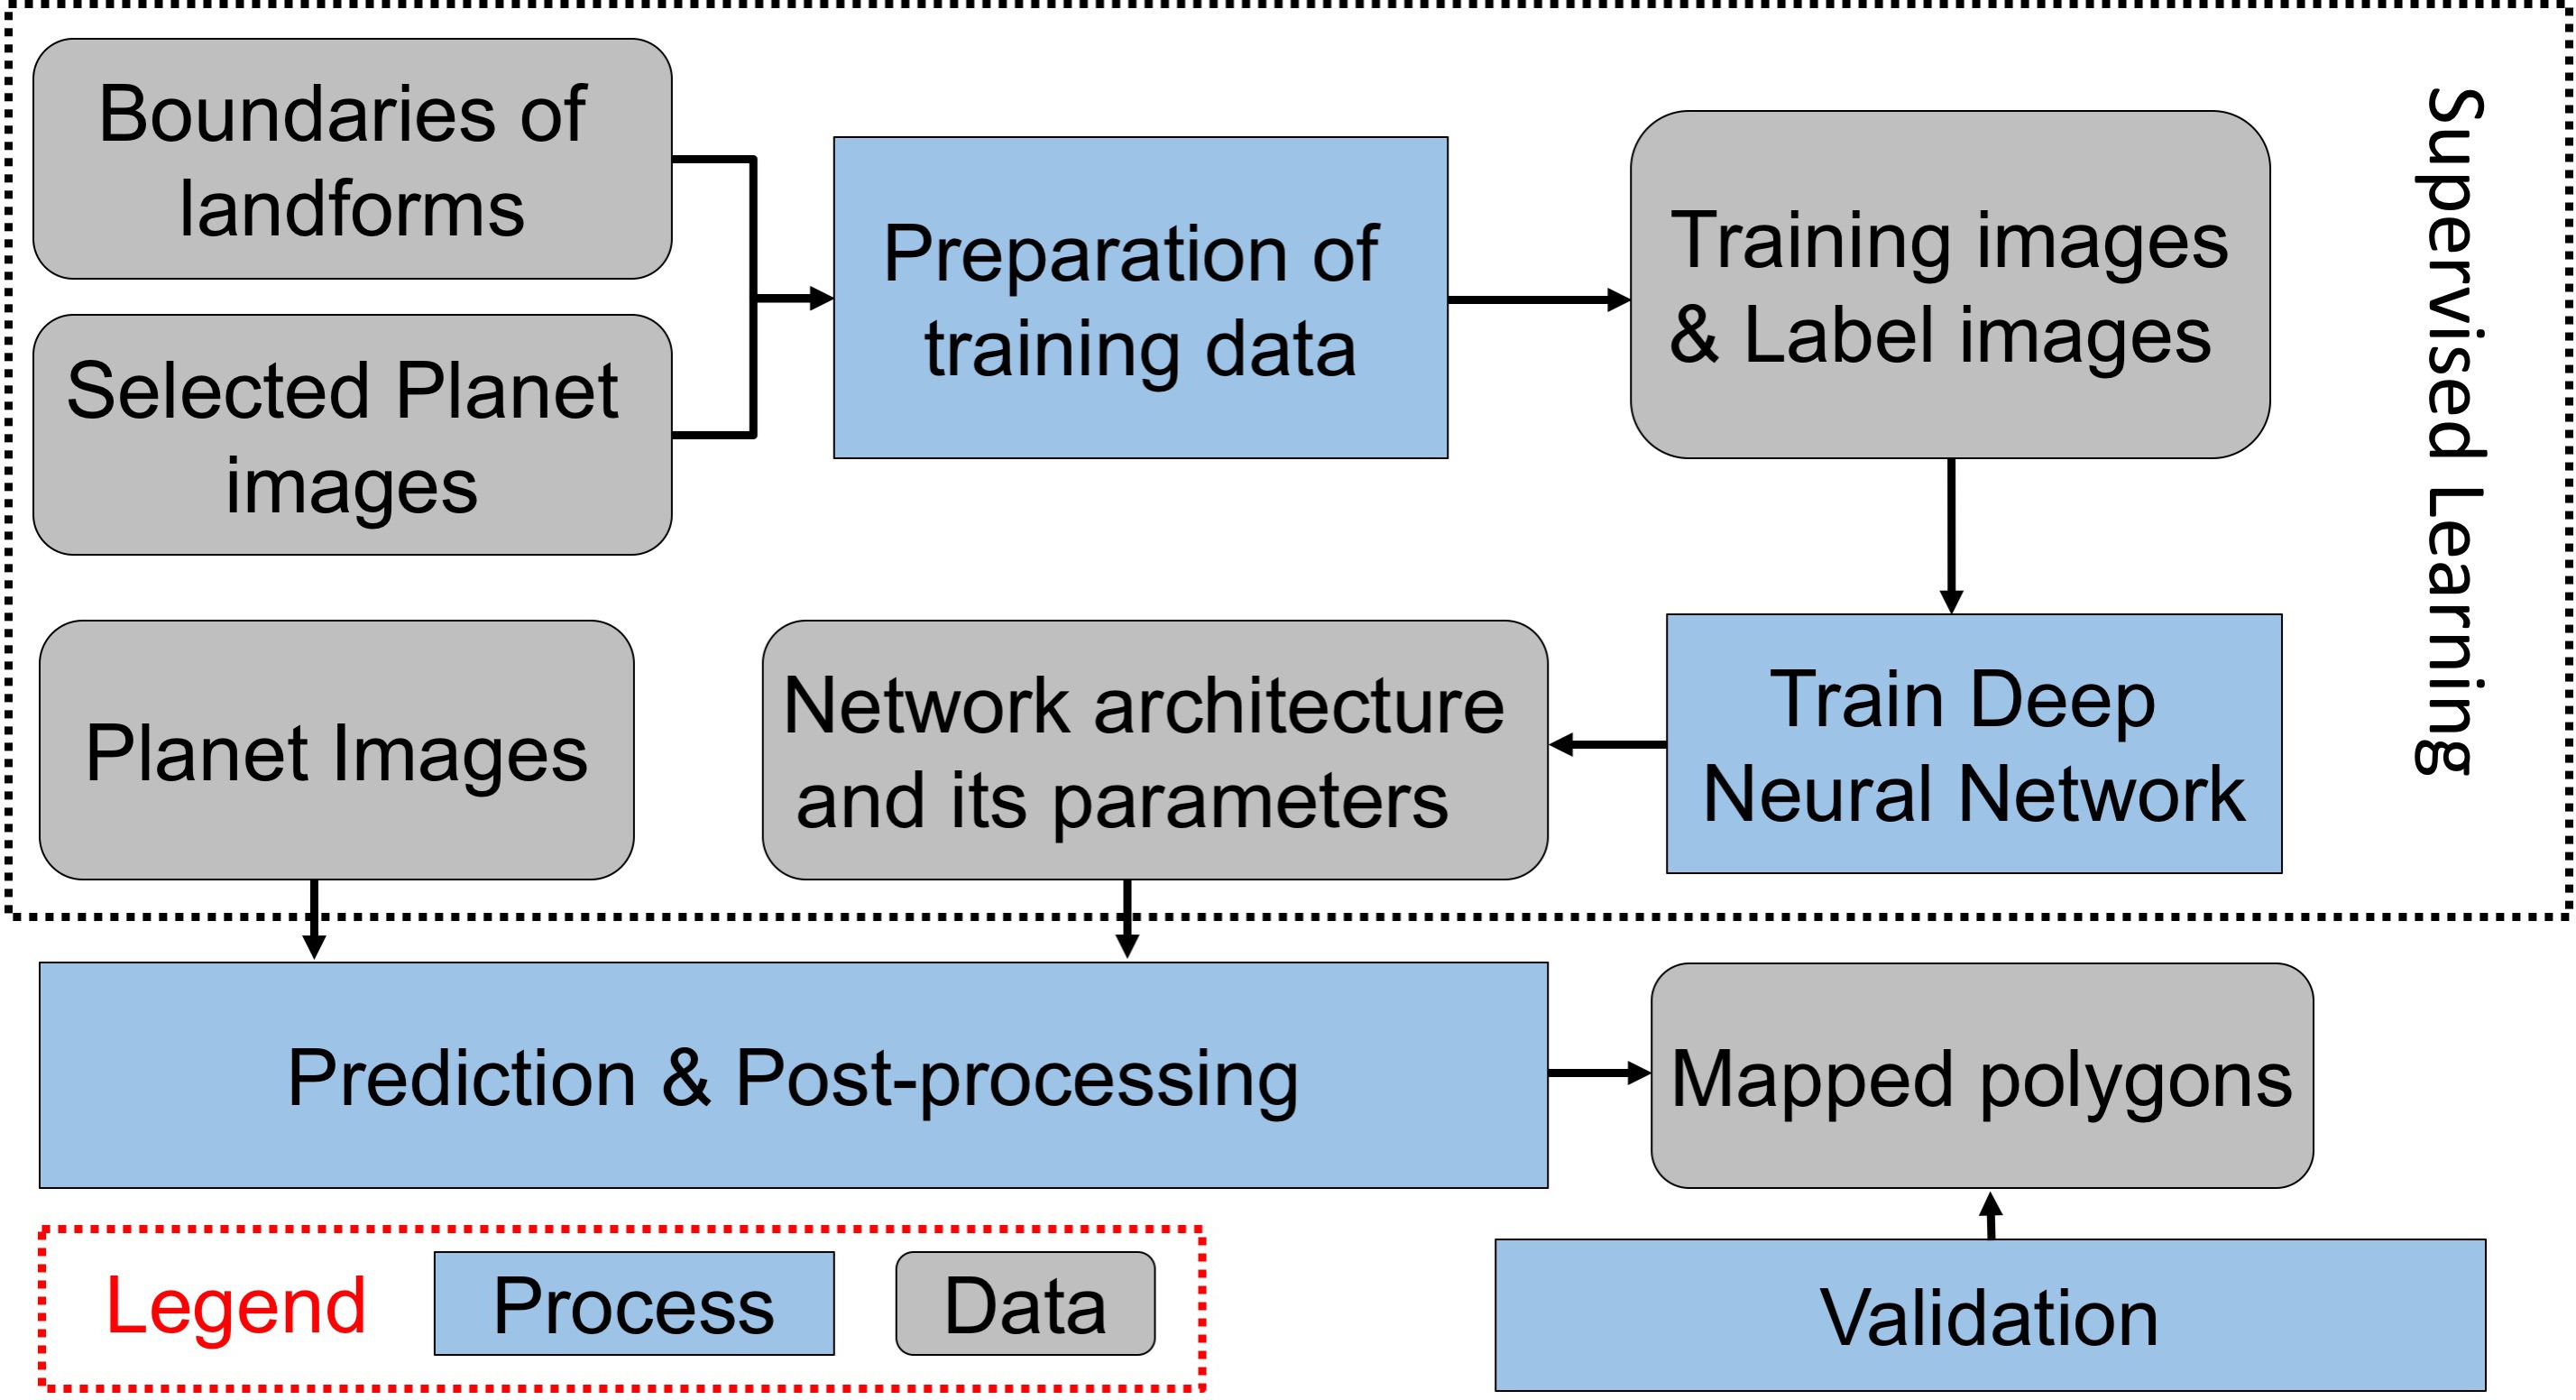 Boundaries of
landforms
Selected Planet
images
Preparation of
training data
Training images
& Label images
Supervised Learning
Planet Images
Network architecture
and its parameters
Train Deep
Neural Network
Prediction & Post-processing
Mapped polygons
Legend
Process
Data
Validation